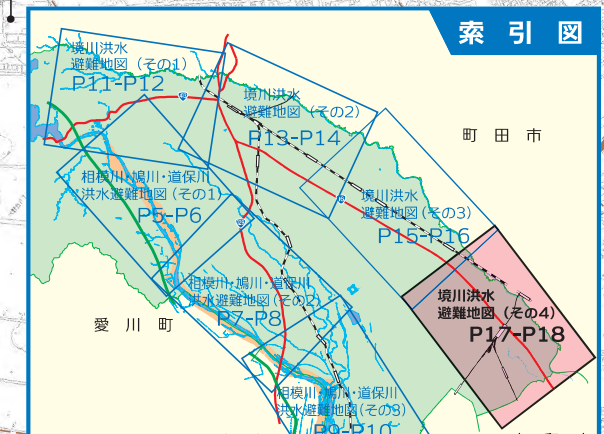 索引図
境川洪水
避難地図（その1）
P11-P12
境川洪水
避難地図（その2）
P13-P14
町田市
相模川・鳩川・道保川
洪水避難地図（その1）
P5-P6
境川洪水
避難地図（その3）
P15-P16
相模川・鳩川・道保川
洪水避難地図（その2）
P7-P8
境川洪水
避難地図（その4）
P17-P18
愛川町
相模川・鳩川・道保川
洪水避難地図（その3）
P9-P10